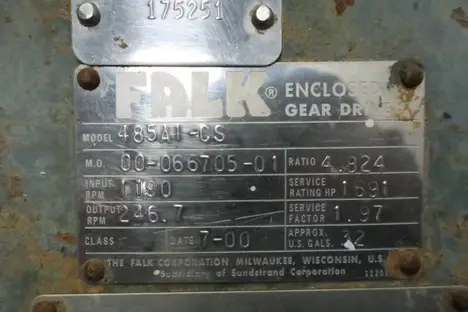 175251
FALK® ENCLOSED
GEAR DR
MODEL 485A1-CS
M.O. 00-066705-01 RATIO 4.824
INPUT RPM 1190 SERVICE RATING HP 1591
OUTPUT RPM 246.7 SERVICE FACTOR 1.97
CLASS DATE 7-00 APPROX. U.S. GALS. 32
THE FALK CORPORATION MILWAUKEE, WISCONSIN, U.S.
Subsidiary of Sundstrand Corporation